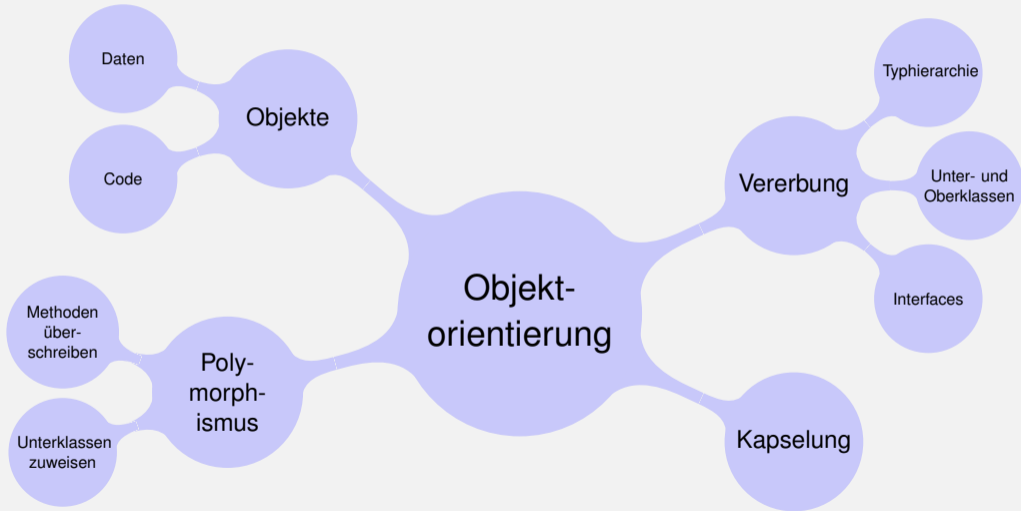 Daten
Objekte
Code
Typhierarchie
Vererbung
Unter- und
Oberklassen
Interfaces
Objekt-
orientierung
Methoden
über-
schreiben
Poly-
morph-
ismus
Unterklassen
zuweisen
Kapselung